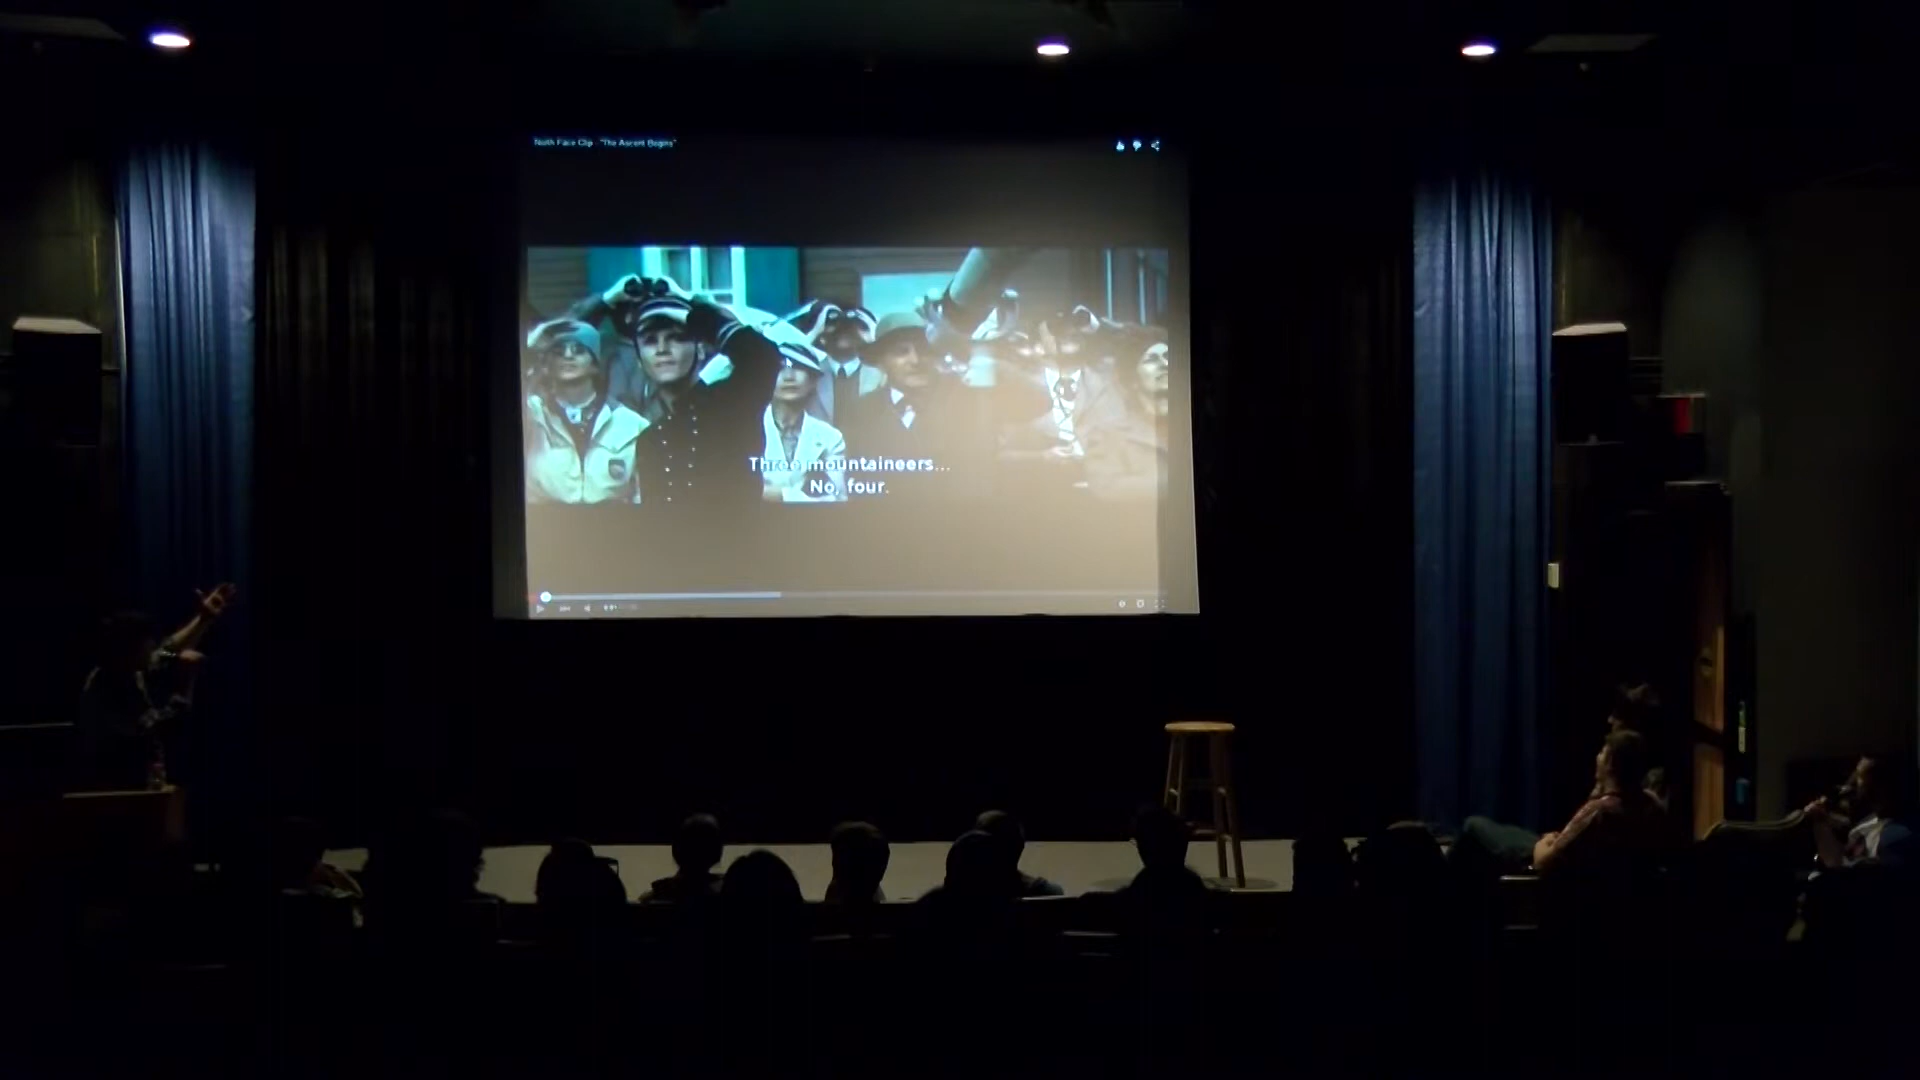 North Face Clip - "The Ascent Begins"
Three mountaineers...
No, four.